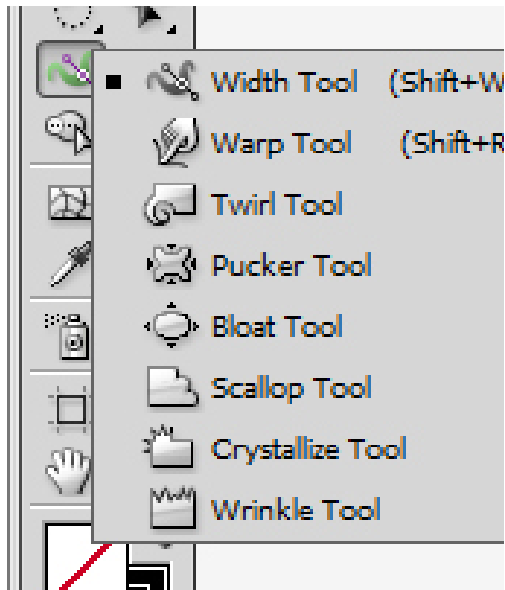 Width Tool (Shift+W
Warp Tool (Shift+R
Twirl Tool
Pucker Tool
Bloat Tool
Scallop Tool
Crystallize Tool
Wrinkle Tool